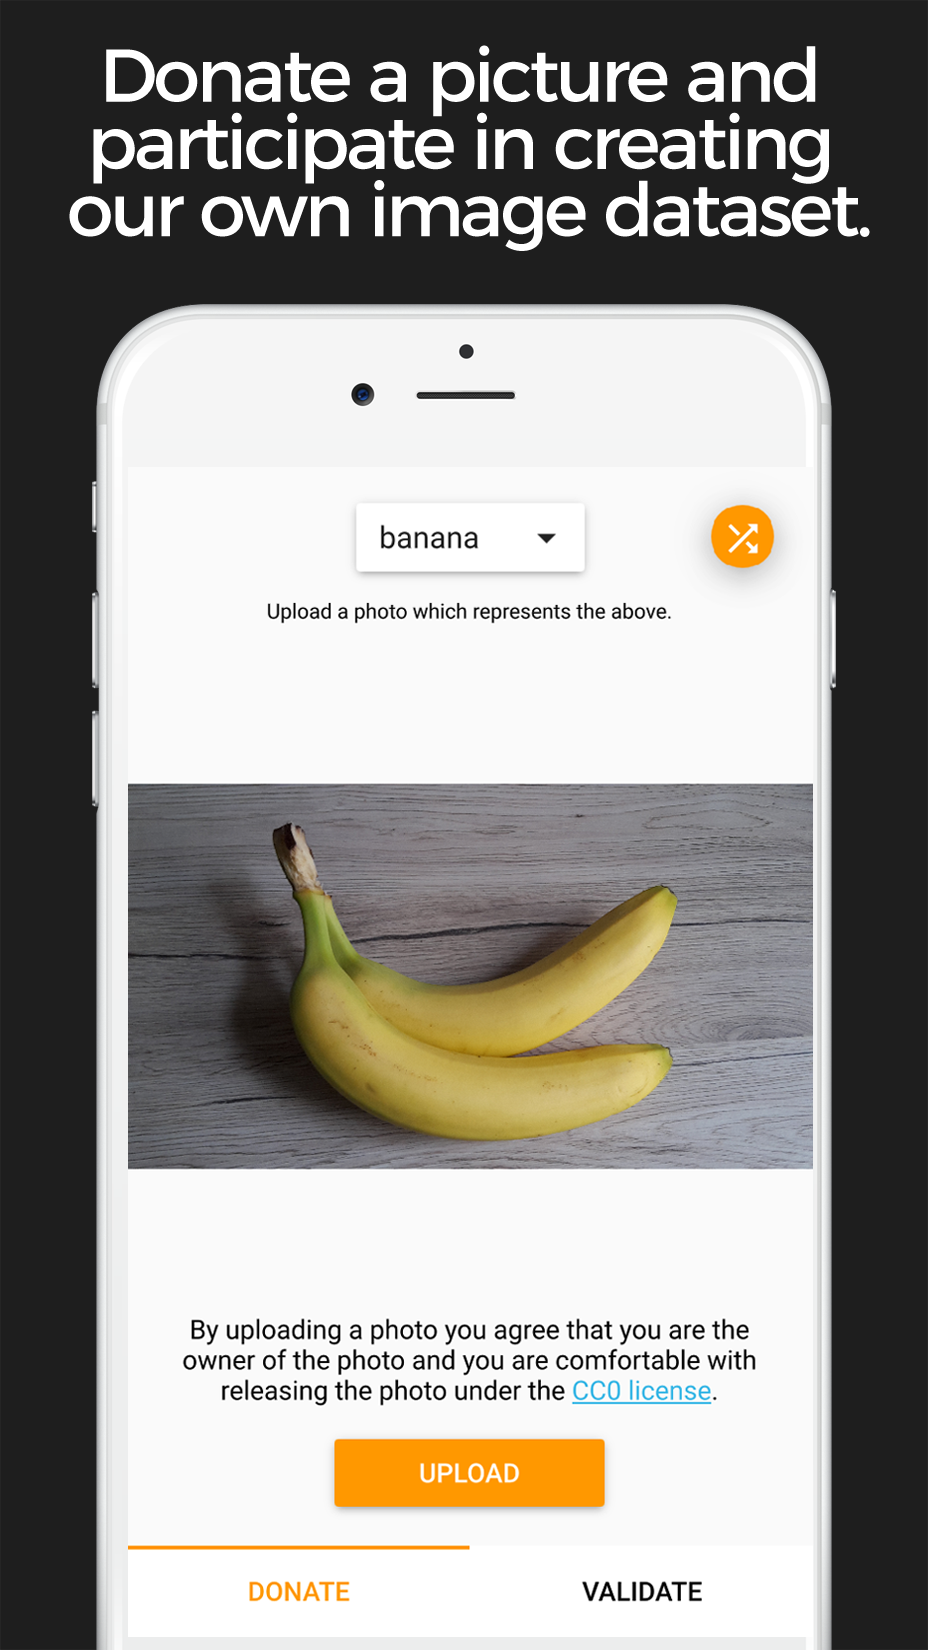 Donate a picture and
participate in creating
our own image dataset.
banana
Upload a photo which represents the above.
By uploading a photo you agree that you are the
owner of the photo and you are comfortable with
releasing the photo under the CC0 license.
UPLOAD
DONATE
VALIDATE